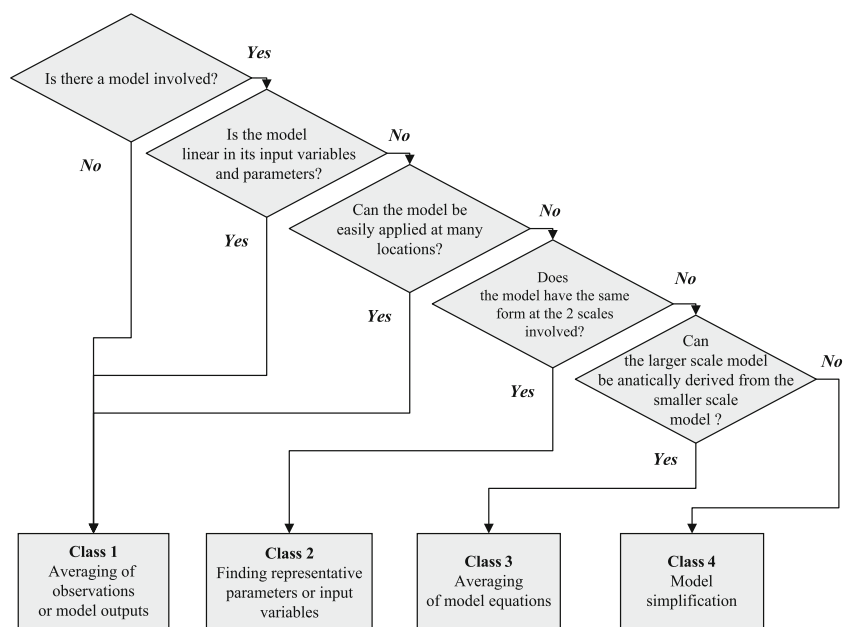 Yes
Is there a model involved?
No
Is the model
linear in its input variables
and parameters?
No
Yes
Can the model be
easily applied at many
locations?
No
Yes
Does
the model have the same
form at the 2 scales
involved?
No
Yes
Can
the larger scale model
be anatically derived from the
smaller scale
model ?
No
Yes
Class 1
Averaging of
observations
or model outputs
Class 2
Finding representative
parameters or input
variables
Class 3
Averaging
of model equations
Class 4
Model
simplification